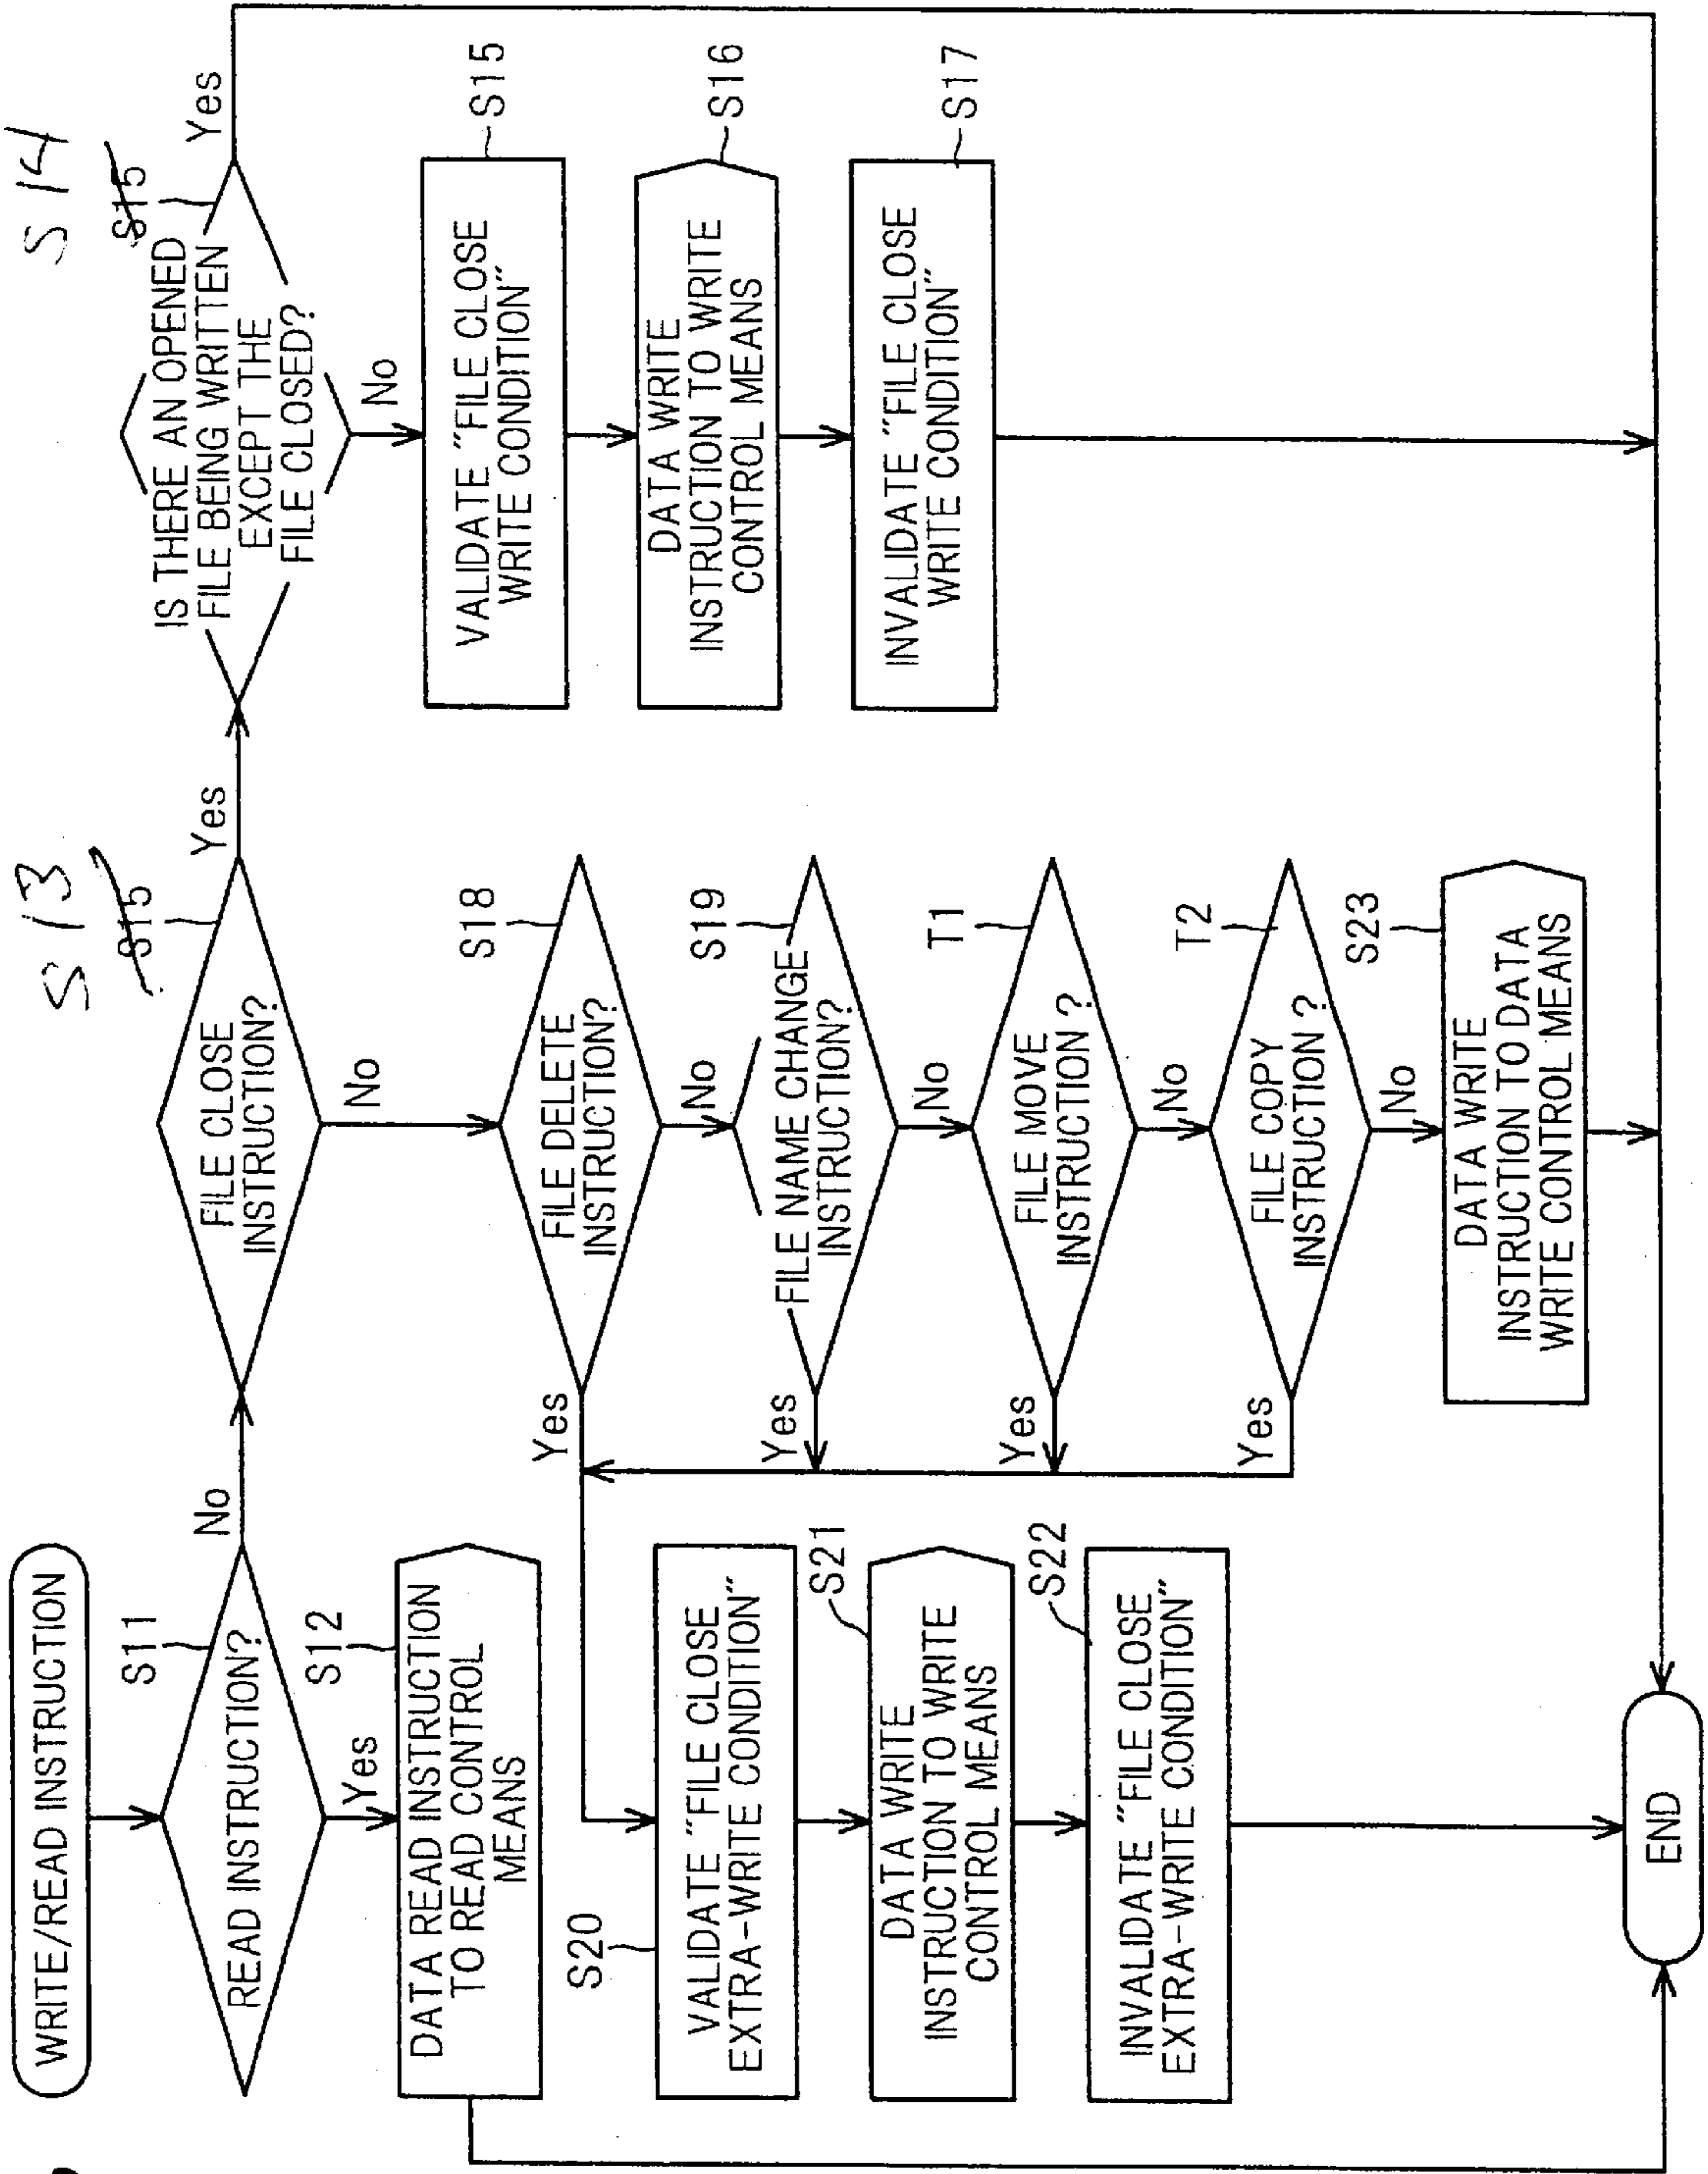 WRITE/READ INSTRUCTION
S11
READ INSTRUCTION?
No
Yes
S12
DATA READ INSTRUCTION
TO READ CONTROL
MEANS
S13
S15
FILE CLOSE
INSTRUCTION?
Yes
No
S14
S15
IS THERE AN OPENED
FILE BEING WRITTEN
EXCEPT THE
FILE CLOSED?
Yes
No
S15
VALIDATE "FILE CLOSE
WRITE CONDITION"
S16
DATA WRITE
INSTRUCTION TO WRITE
CONTROL MEANS
S17
INVALIDATE "FILE CLOSE
WRITE CONDITION"
S18
FILE DELETE
INSTRUCTION?
Yes
No
S19
FILE NAME CHANGE
INSTRUCTION?
Yes
No
T1
FILE MOVE
INSTRUCTION ?
Yes
No
T2
FILE COPY
INSTRUCTION ?
Yes
No
S23
DATA WRITE
INSTRUCTION TO DATA
WRITE CONTROL MEANS
S20
VALIDATE "FILE CLOSE
EXTRA-WRITE CONDITION"
S21
DATA WRITE
INSTRUCTION TO WRITE
CONTROL MEANS
S22
INVALIDATE "FILE CLOSE
EXTRA-WRITE CONDITION"
END